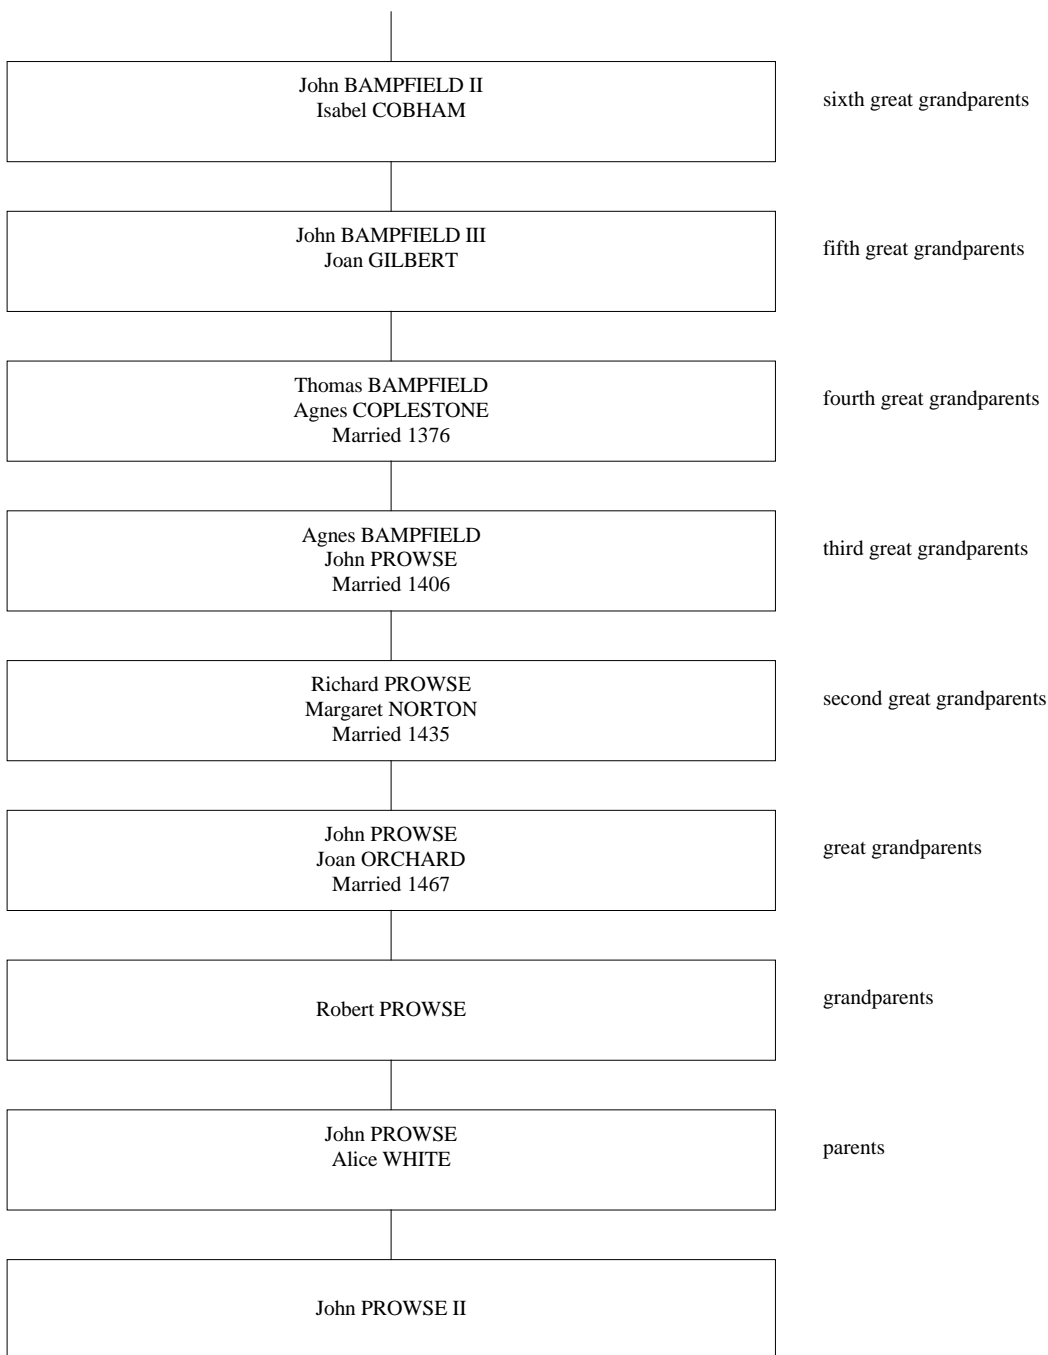 John BAMPFIELD II
Isabel COBHAM
sixth great grandparents
John BAMPFIELD III
Joan GILBERT
fifth great grandparents
Thomas BAMPFIELD
Agnes COPLESTONE
Married 1376
fourth great grandparents
Agnes BAMPFIELD
John PROWSE
Married 1406
third great grandparents
Richard PROWSE
Margaret NORTON
Married 1435
second great grandparents
John PROWSE
Joan ORCHARD
Married 1467
great grandparents
Robert PROWSE
grandparents
John PROWSE
Alice WHITE
parents
John PROWSE II